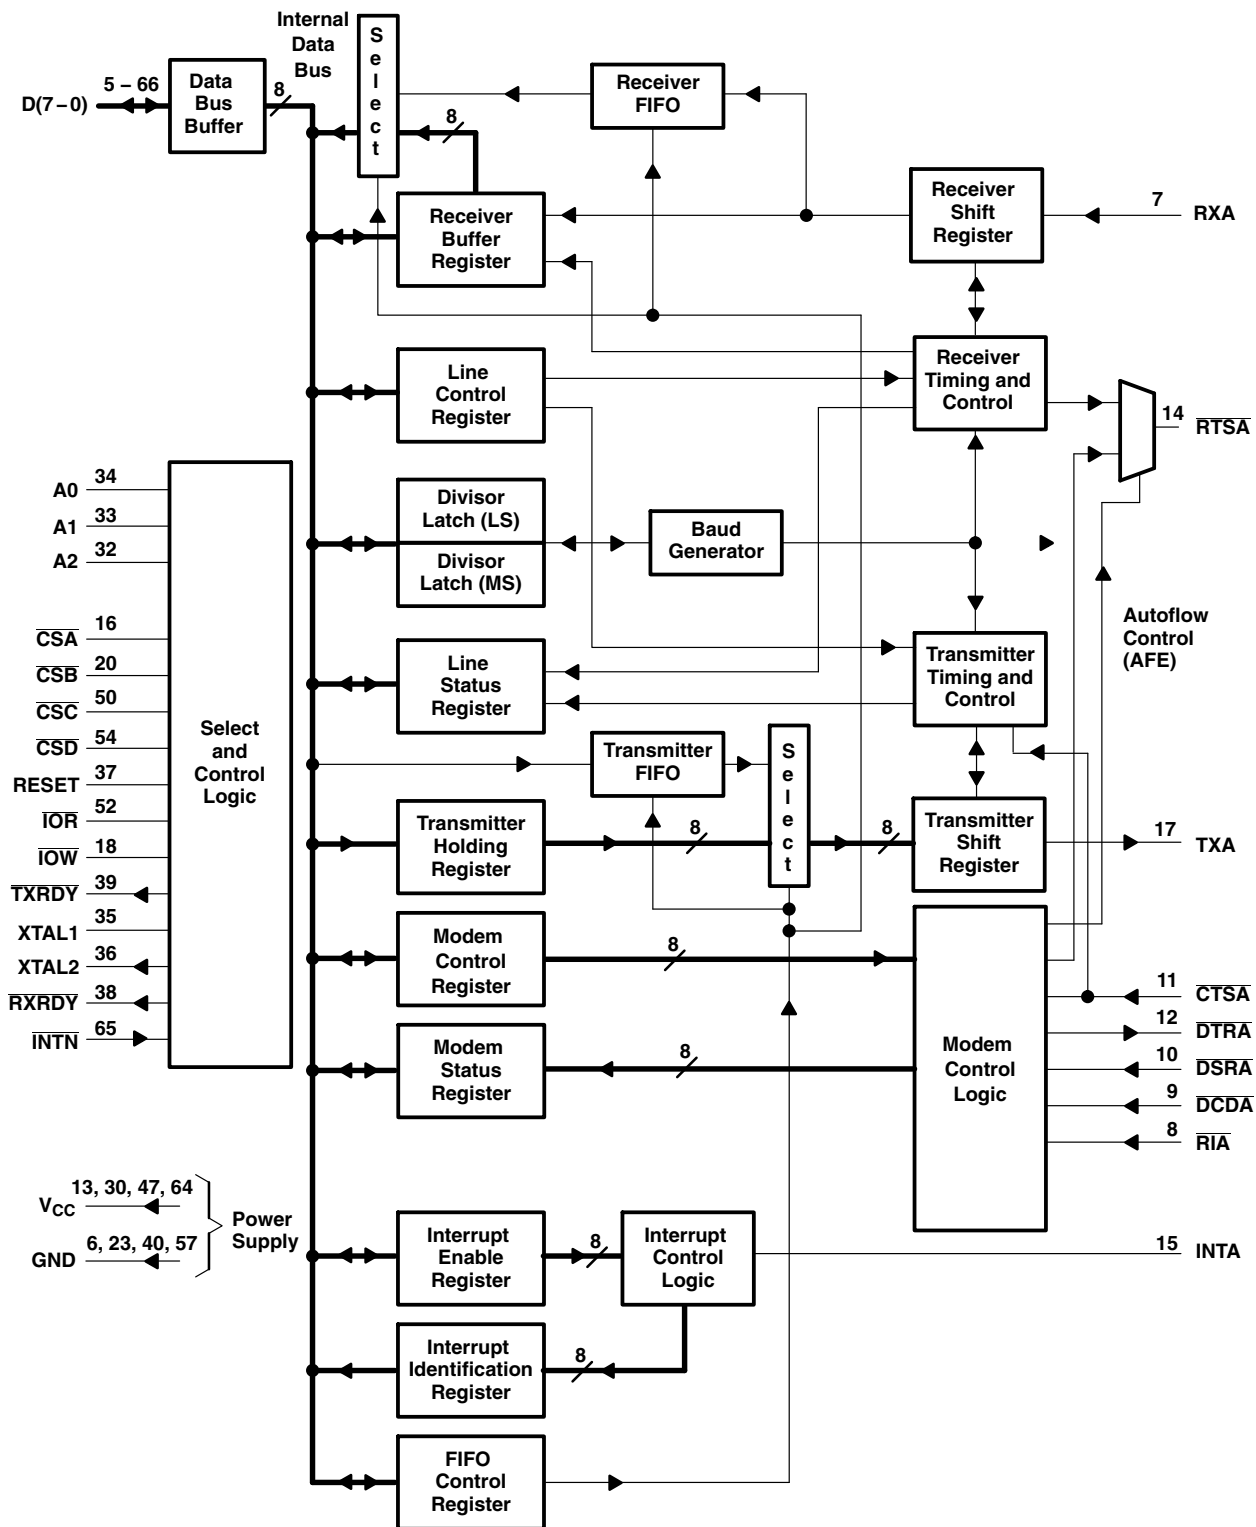 Internal
Data
Bus
S
e
l
e
c
t
D(7–0)
5 – 66
Data
Bus
Buffer
8
8
Receiver
FIFO
Receiver
Buffer
Register
Receiver
Shift
Register
7
RXA
Line
Control
Register
Receiver
Timing and
Control
14
RTSA
A0
34
A1
33
A2
32
CSA
16
CSB
20
CSC
50
CSD
54
RESET
37
IOR
52
IOW
18
TXRDY
39
XTAL1
35
XTAL2
36
RXRDY
38
INTN
65
Select
and
Control
Logic
Divisor
Latch (LS)
Divisor
Latch (MS)
Baud
Generator
Autoflow
Control
(AFE)
Line
Status
Register
Transmitter
Timing and
Control
Transmitter
FIFO
S
e
l
e
c
t
Transmitter
Holding
Register
8
8
Transmitter
Shift
Register
17
TXA
Modem
Control
Register
8
Modem
Status
Register
8
Modem
Control
Logic
11
CTSA
12
DTRA
10
DSRA
9
DCDA
8
RIA
VCC
13, 30, 47, 64
GND
6, 23, 40, 57
Power
Supply
Interrupt
Enable
Register
8
Interrupt
Control
Logic
15
INTA
Interrupt
Identification
Register
8
FIFO
Control
Register